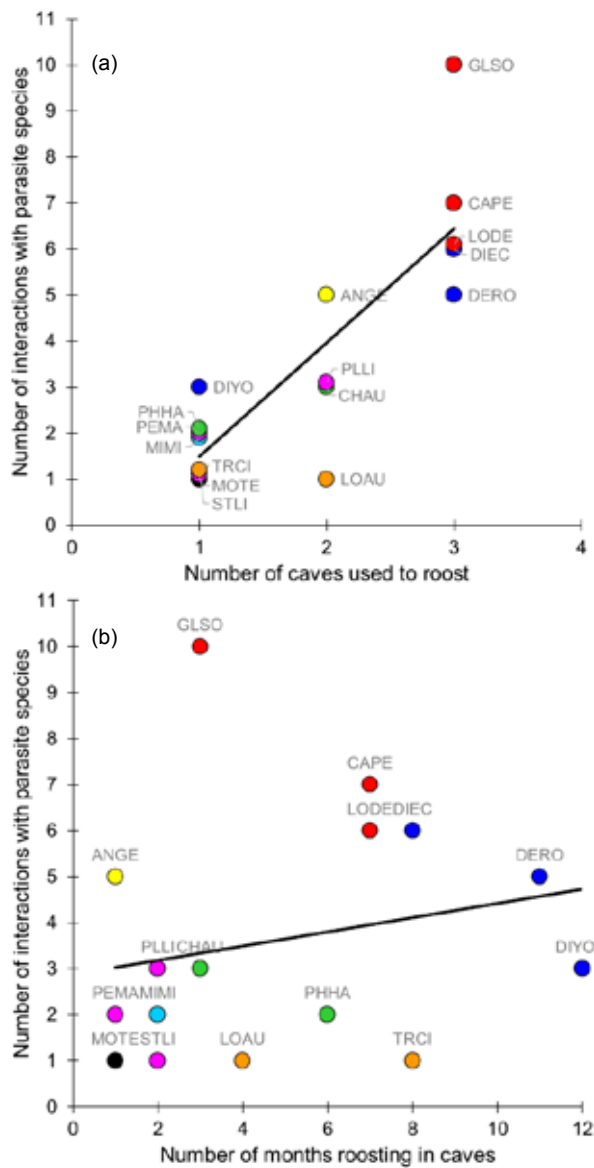 (a)
Number of interactions with parasite species
11
10
9
8
7
6
5
4
3
2
1
0
GLSO
CAPE
LODE
DIEC
ANGE
DERO
PLLI
CHAU
DIYO
PHHA
PEMA
MIMI
TRCI
MOTE
LOAU
STLI
0 1 2 3 4
Number of caves used to roost
(b)
Number of interactions with parasite species
11
10
9
8
7
6
5
4
3
2
1
0
GLSO
CAPE
LODEDIEC
ANGE DERO
PLLICHAU DIYO
PEMAMIMI PHHA
MOTESTLI LOAU TRCI
0 2 4 6 8 10 12
Number of months roosting in caves